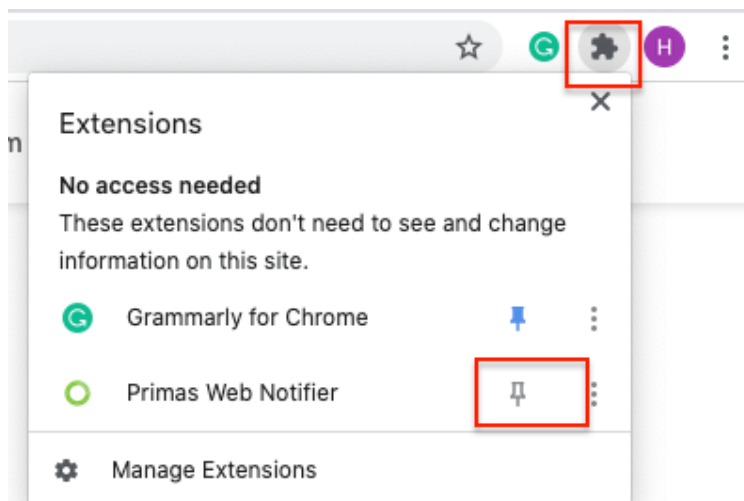 H
Extensions
m
No access needed
These extensions don't need to see and change
information on this site.
Grammarly for Chrome
Primas Web Notifier
Manage Extensions